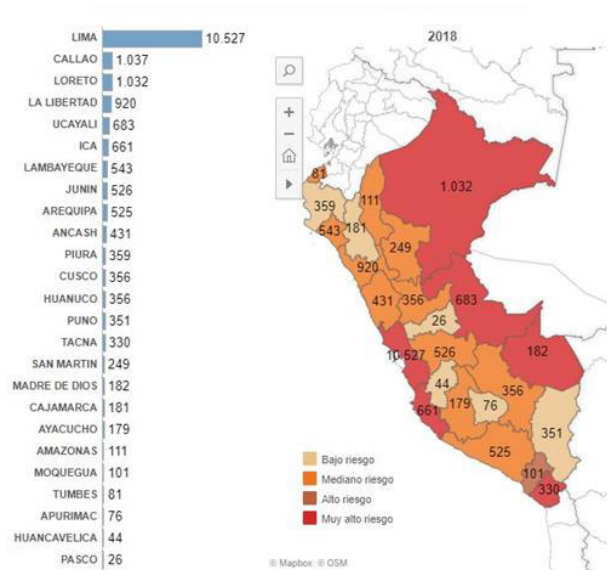 LIMA 10.527
CALLAO 1.037
LORETO 1.032
LA LIBERTAD 920
UCAYALI 683
ICA 661
LAMBAYEQUE 543
JUNIN 526
AREQUIPA 525
ANCASH 431
PIURA 359
CUSCO 356
HUANUCO 356
PUNO 351
TACNA 330
SAN MARTIN 249
MADRE DE DIOS 182
CAJAMARCA 181
AYACUCHO 179
AMAZONAS 111
MOQUEGUA 101
TUMBES 81
APURIMAC 76
HUANCAVELICA 44
PASCO 26
2018
81
1.032
111
359
181
543
249
920
431
356
683
26
10.527
526
182
44
356
661
179
76
351
525
101
330
Bajo riesgo
Mediano riesgo
Alto riesgo
Muy alto riesgo
© Mapbox © OSM